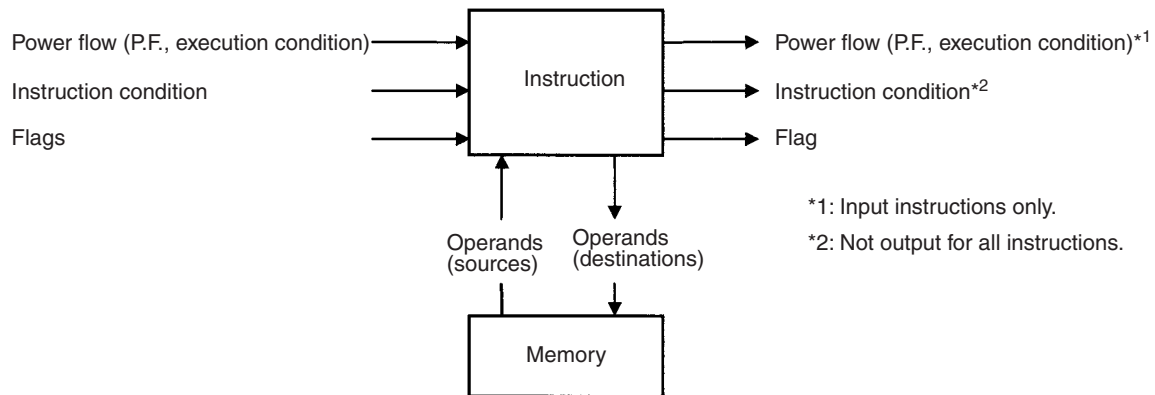 Power flow (P.F., execution condition)
Instruction condition
Flags
Instruction
Power flow (P.F., execution condition)*1
Instruction condition*2
Flag
*1: Input instructions only.
*2: Not output for all instructions.
Operands
(sources)
Operands
(destinations)
Memory